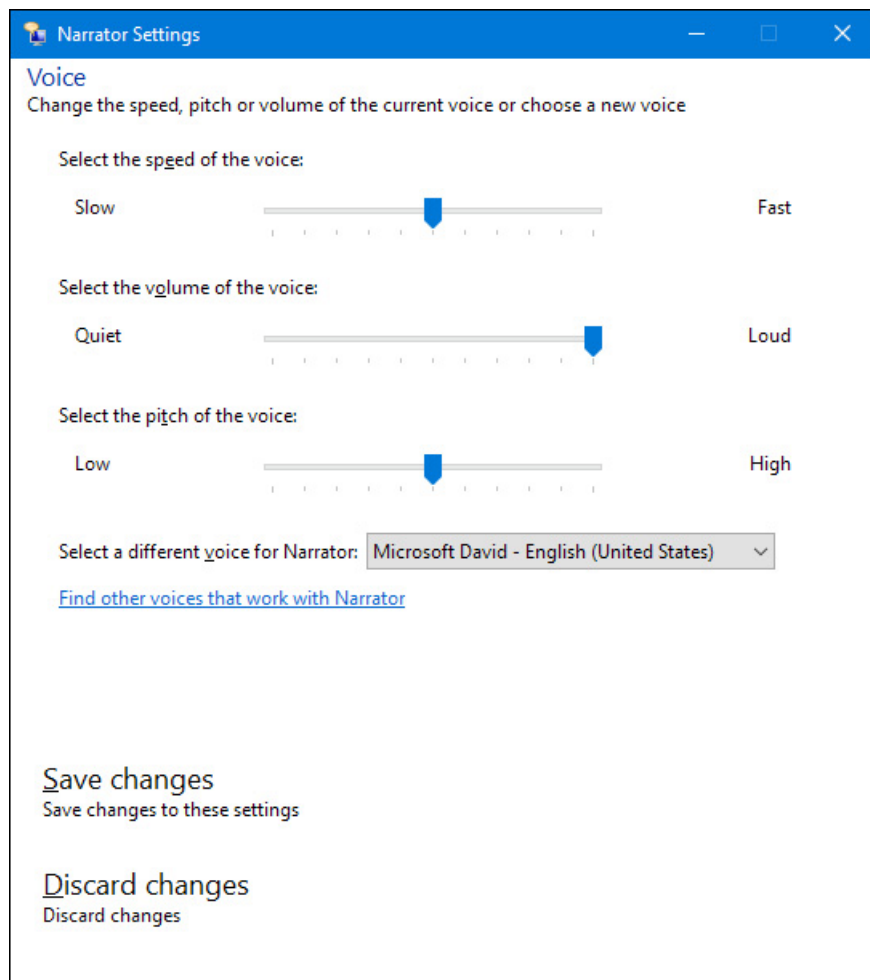 Narrator Settings
Voice
Change the speed, pitch or volume of the current voice or choose a new voice
Select the speed of the voice:
Slow Fast
Select the volume of the voice:
Quiet Loud
Select the pitch of the voice:
Low High
Select a different voice for Narrator: Microsoft David - English (United States)
Find other voices that work with Narrator
Save changes
Save changes to these settings
Discard changes
Discard changes